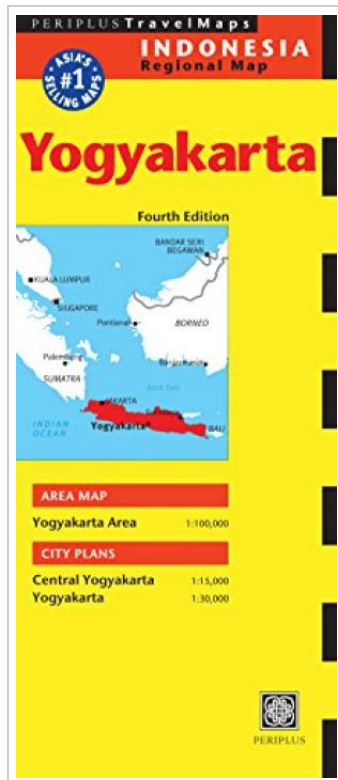 PERIPLUS TravelMaps
INDONESIA
Regional Map
ASIA'S
#1
SELLING MAPS
Yogyakarta
Fourth Edition
BANDAR SERI
BEGAWAN
KUALA LUMPUR
SINGAPORE
Pontianak
BORNEO
Palembang
Banjarmasin
SUMATRA
Java Sea
JAKARTA
Surabaya
INDIAN
OCEAN
Yogyakarta
BALI
AREA MAP
Yogyakarta Area 1:100,000
CITY PLANS
Central Yogyakarta 1:15,000
Yogyakarta 1:30,000
PERIPLUS